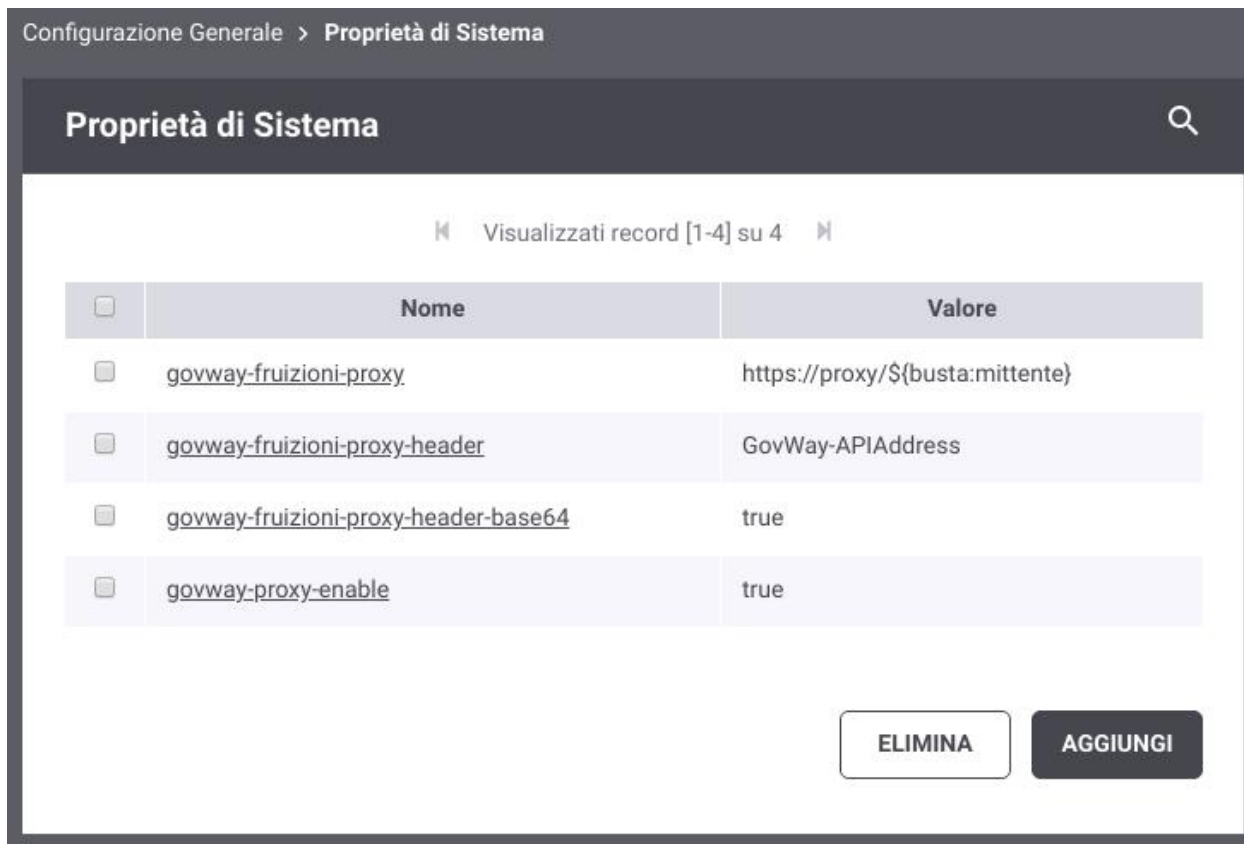 Configurazione Generale > Proprietà di Sistema
Proprietà di Sistema
Visualizzati record [1-4] su 4
Nome Valore
govway-fruizioni-proxy https://proxy/${busta:mittente}
govway-fruizioni-proxy-header GovWay-APIAddress
govway-fruizioni-proxy-header-base64 true
govway-proxy-enable true
ELIMINA AGGIUNGI